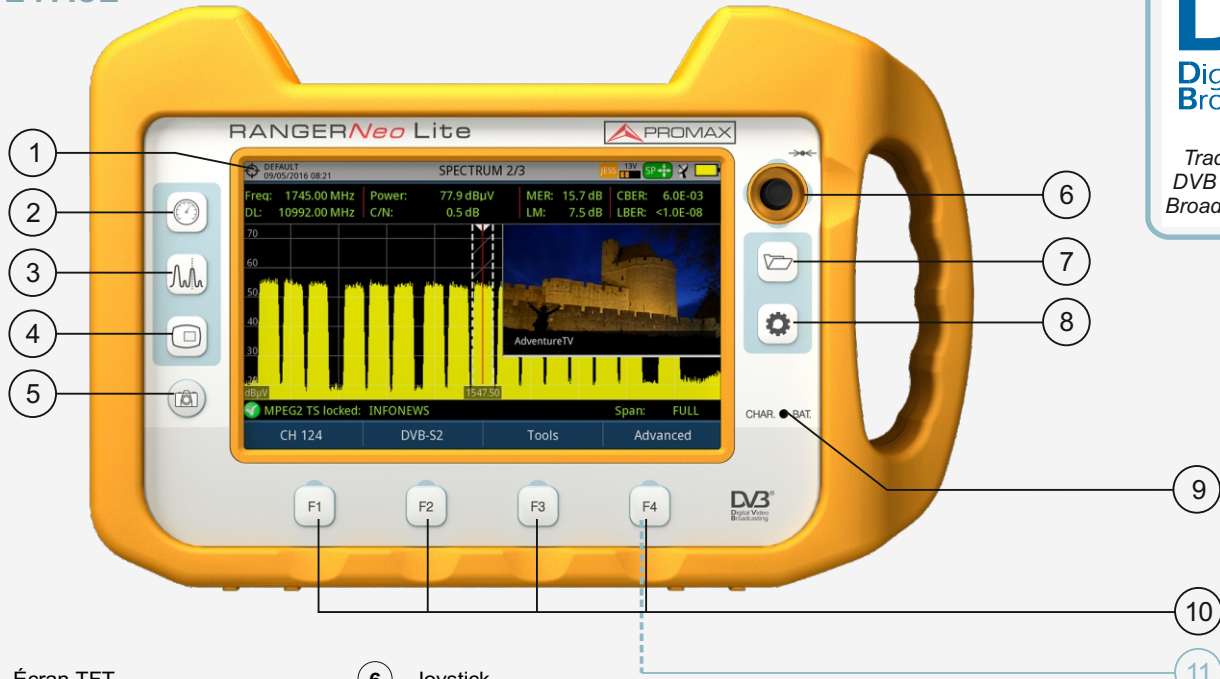 RANGERNeo Lite
PROMAX
DEFAULT
09/05/2016 08:21
SPECTRUM 2/3
JESS
13V
SP
Freq: 1745.00 MHz
Power: 77.9 dBµV
MER: 15.7 dB
CBER: 6.0E-03
DL: 10992.00 MHz
C/N: 0.5 dB
LM: 7.5 dB
LBER: <1.0E-08
70
60
50
40
30
20
dBµV
1547.50
AdventureTV
MPEG2 TS locked: INFONEWS
Span: FULL
CH 124
DVB-S2
Tools
Advanced
CHAR.
BAT.
F1
F2
F3
F4
DVB
Digital Video
Broadcasting
1
2
3
4
5
6
7
8
9
10
11
DVB
Écran TFT
6 Joystick